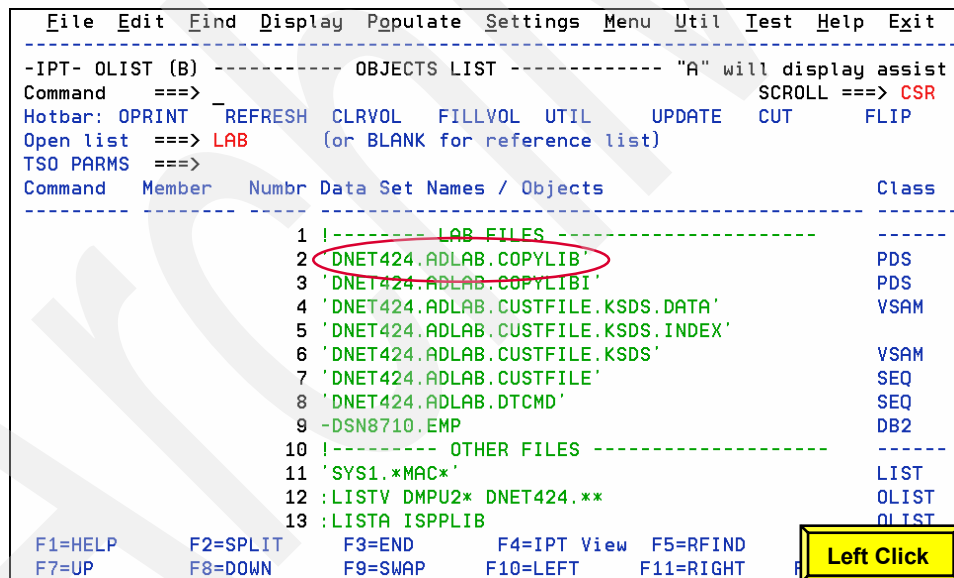 File Edit Find Display Populate Settings Menu Util Test Help Exit
-------------------------------------------------------------------------------
-IPT- OLIST (B) ----------- OBJECTS LIST ------------- "A" will display assist
Command ===> _ SCROLL ===> CSR
Hotbar: OPRINT REFRESH CLRVOL FILLVOL UTIL UPDATE CUT FLIP
Open list ===> LAB (or BLANK for reference list)
TSO PARMS ===>
Command Member Numbr Data Set Names / Objects Class
--------- -------- ----- ---------------------------------------------- ------
1 !-------- LAB FILES ---------------------- ------
2 'DNET424.ADLAB.COPYLIB' PDS
3 'DNET424.ADLAB.COPYLIBI' PDS
4 'DNET424.ADLAB.CUSTFILE.KSDS.DATA' VSAM
5 'DNET424.ADLAB.CUSTFILE.KSDS.INDEX'
6 'DNET424.ADLAB.CUSTFILE.KSDS' VSAM
7 'DNET424.ADLAB.CUSTFILE' SEQ
8 'DNET424.ADLAB.DTCMD' SEQ
9 -DSN8710.EMP DB2
10 !--------- OTHER FILES -------------------- ------
11 'SYS1.*MAC*' LIST
12 :LISTV DMPU2* DNET424.** OLIST
13 :LISTA ISPPLIB OLIST
F1=HELP F2=SPLIT F3=END F4=IPT View F5=RFIND
F7=UP F8=DOWN F9=SWAP F10=LEFT F11=RIGHT
Left Click